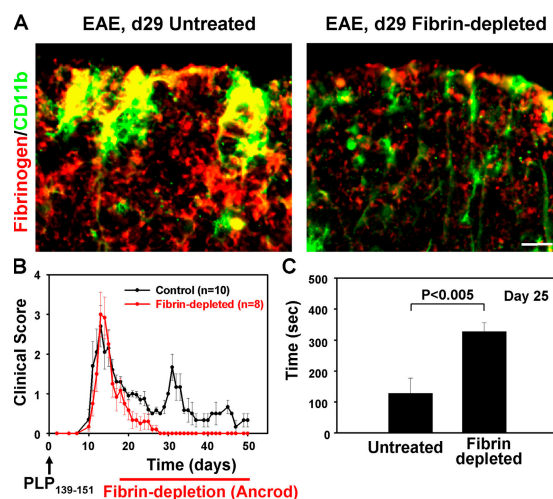 A
EAE, d29 Untreated
EAE, d29 Fibrin-depleted
Fibrinogen/CD11b
B
Clinical Score
4
3
2
1
0
Control (n=10)
Fibrin-depleted (n=8)
0 10 20 30 40 50
Time (days)
PLP139-151
Fibrin-depletion (Ancrod)
C
Time (sec)
500
400
300
200
100
0
P<0.005
Day 25
Untreated
Fibrin
depleted